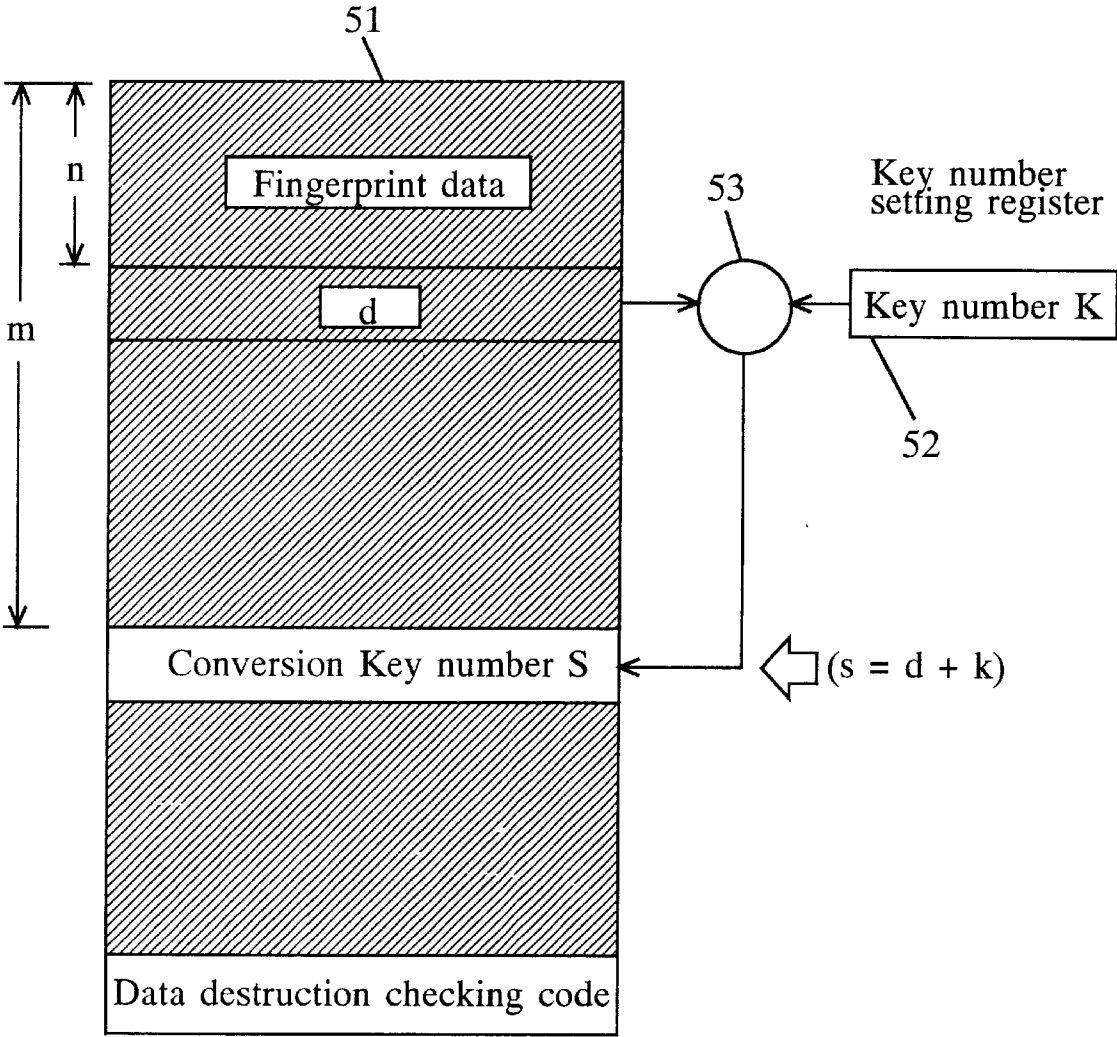 51
n
Fingerprint data
53
Key number
setting register
m
d
Key number K
52
Conversion Key number S
(s = d + k)
Data destruction checking code